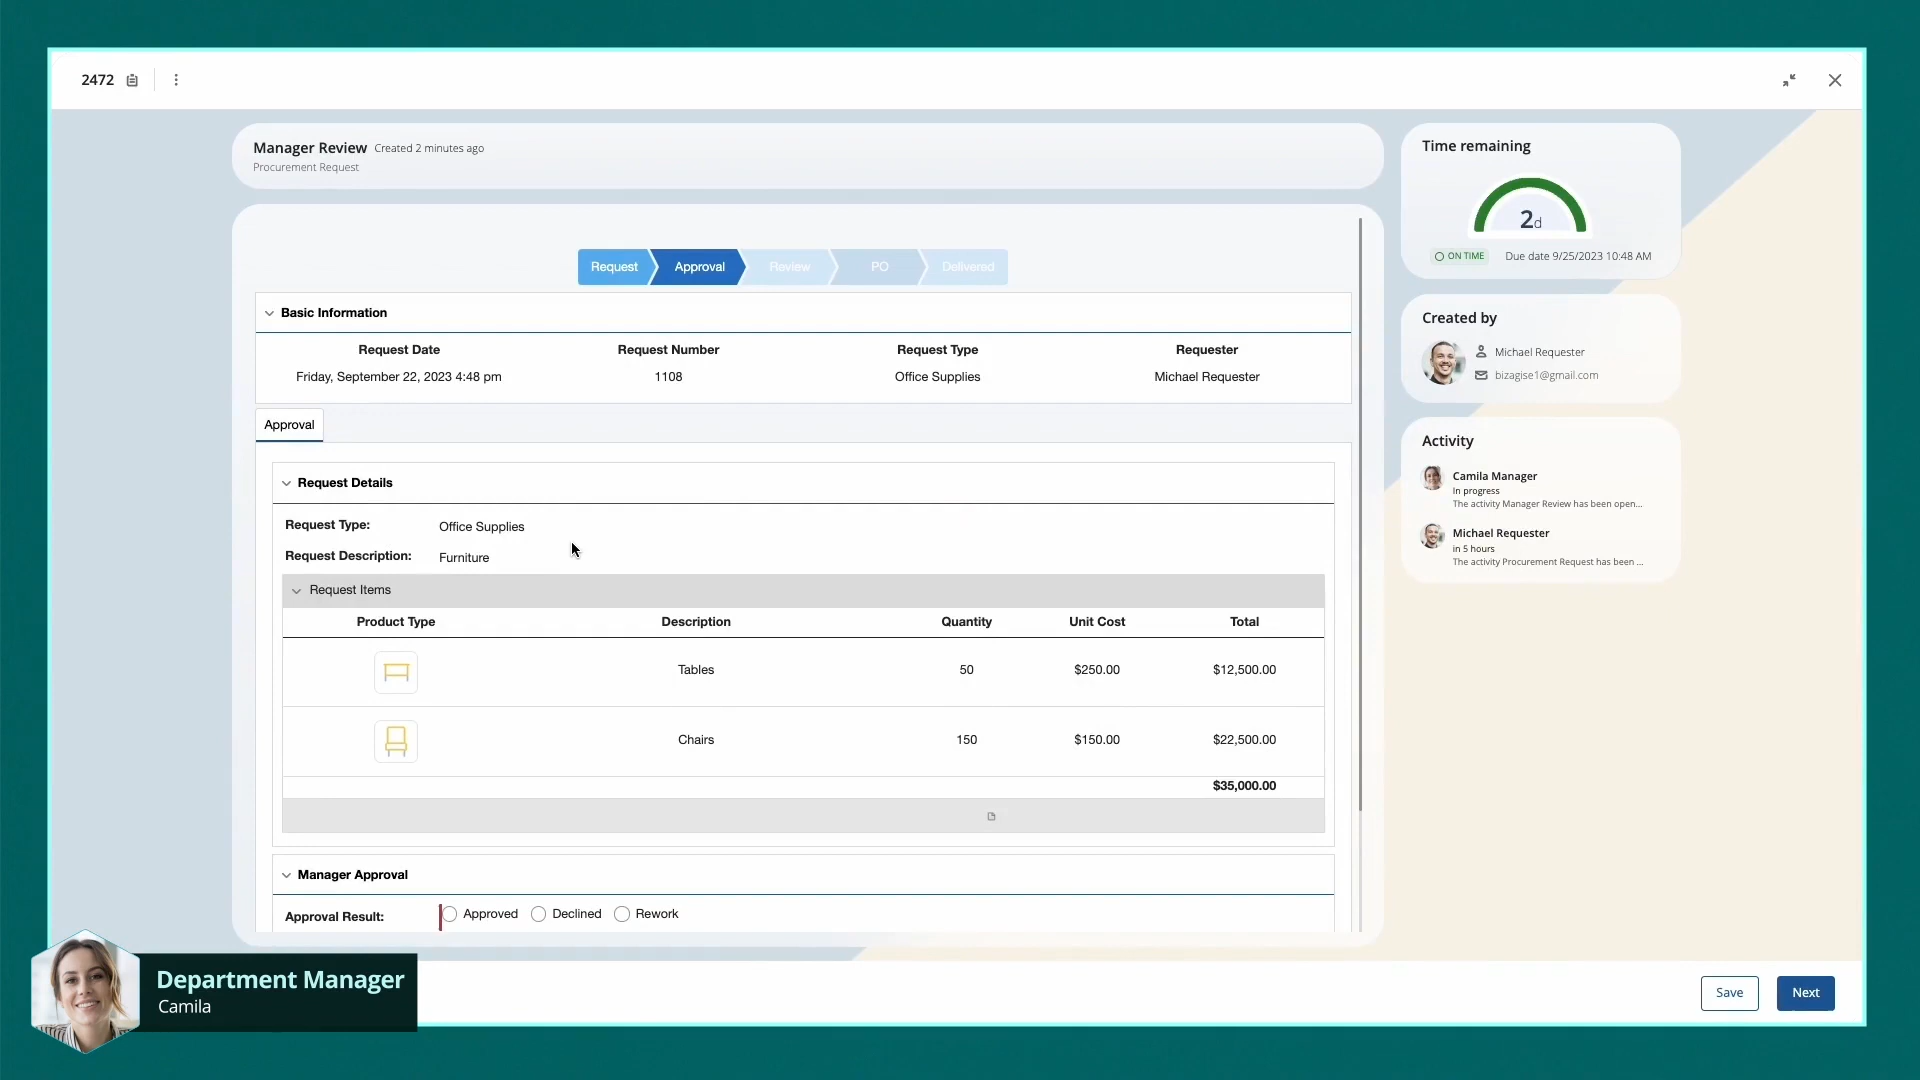 2472
Manager Review Created 2 minutes ago
Procurement Request
Request Approval Review PO Delivered
Basic Information
Request Date Request Number Request Type Requester
Friday, September 22, 2023 4:48 pm 1108 Office Supplies Michael Requester
Approval
Request Details
Request Type: Office Supplies
Request Description: Furniture
Request Items
Product Type Description Quantity Unit Cost Total
Tables 50 $250.00 $12,500.00
Chairs 150 $150.00 $22,500.00
$35,000.00
Manager Approval
Approval Result: Approved Declined Rework
Time remaining
2d
ON TIME Due date 9/25/2023 10:48 AM
Created by
Michael Requester
bizagise1@gmail.com
Activity
Camila Manager
In progress
The activity Manager Review has been open...
Michael Requester
in 5 hours
The activity Procurement Request has been ...
Department Manager
Camila
Save Next